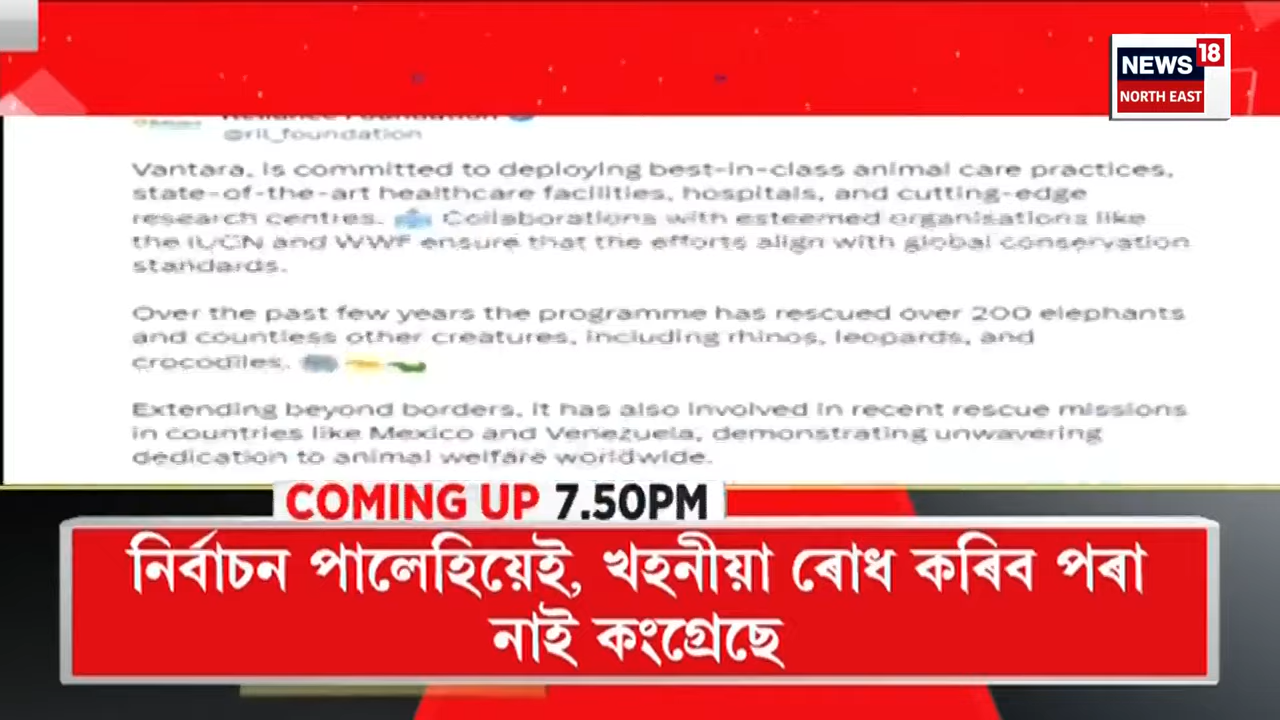 NEWS 18
NORTH EAST
@ril_foundation
Vantara, is committed to deploying best-in-class animal care practices,
state-of-the-art healthcare facilities, hospitals, and cutting-edge
research centres. Collaborations with esteemed organisations like
the IUCN and WWF ensure that the efforts align with global conservation
standards.
Over the past few years the programme has rescued over 200 elephants
and countless other creatures, including rhinos, leopards, and
crocodiles.
Extending beyond borders, it has also involved in recent rescue missions
in countries like Mexico and Venezuela, demonstrating unwavering
dedication to animal welfare worldwide.
COMING UP 7.50PM
নিৰ্বাচন পালেহিয়েই, খহনীয়া ৰোধ কৰিব পৰা
নাই কংগ্ৰেছে